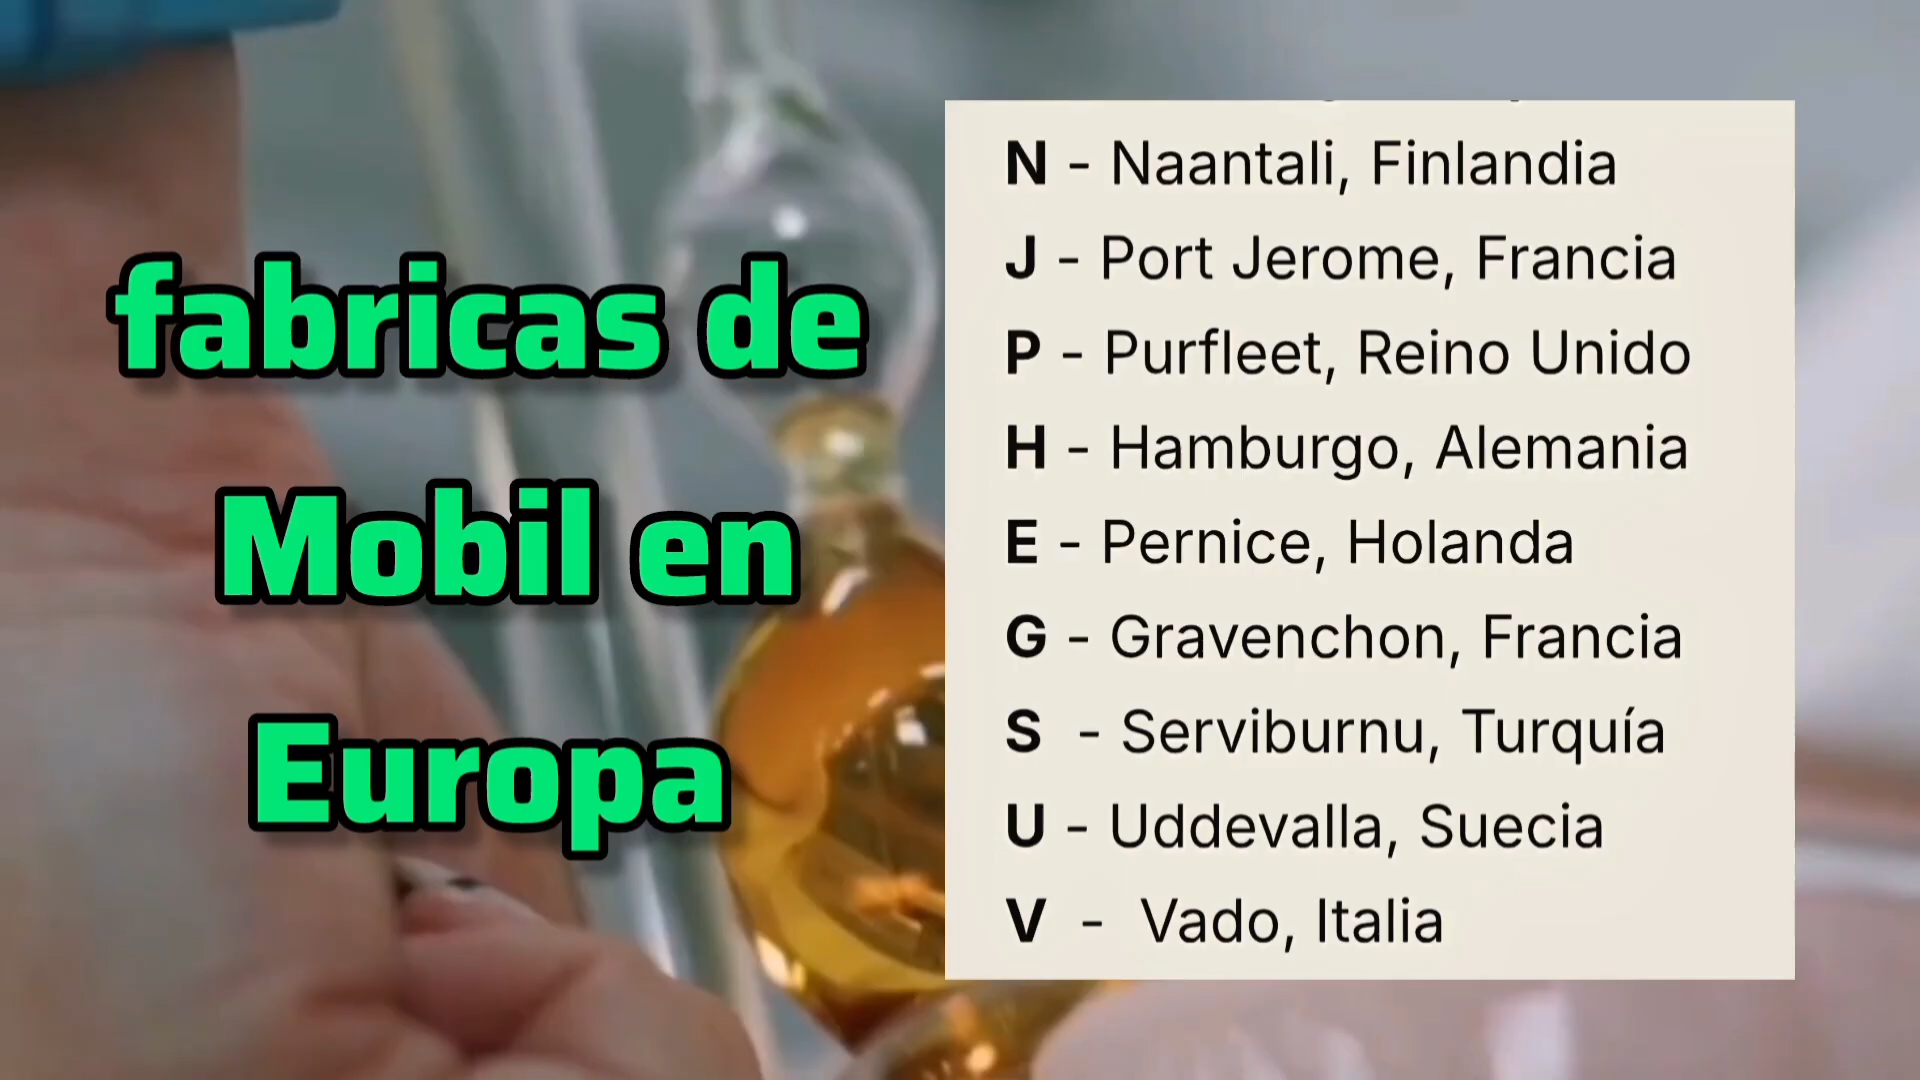 fabricas de
Mobil en
Europa
N - Naantali, Finlandia
J - Port Jerome, Francia
P - Purfleet, Reino Unido
H - Hamburgo, Alemania
E - Pernice, Holanda
G - Gravenchon, Francia
S - Serviburnu, Turquía
U - Uddevalla, Suecia
V - Vado, Italia